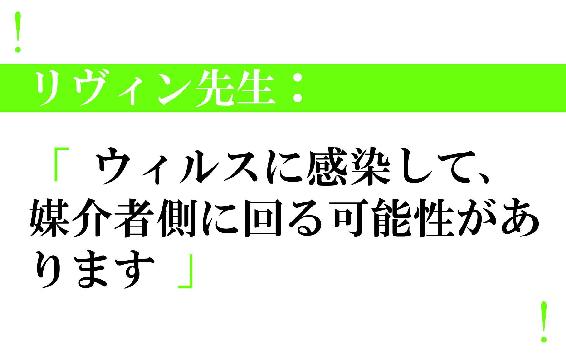 !
リヴィン先生：
「 ウィルスに感染して、
媒介者側に回る可能性があ
ります 」
!